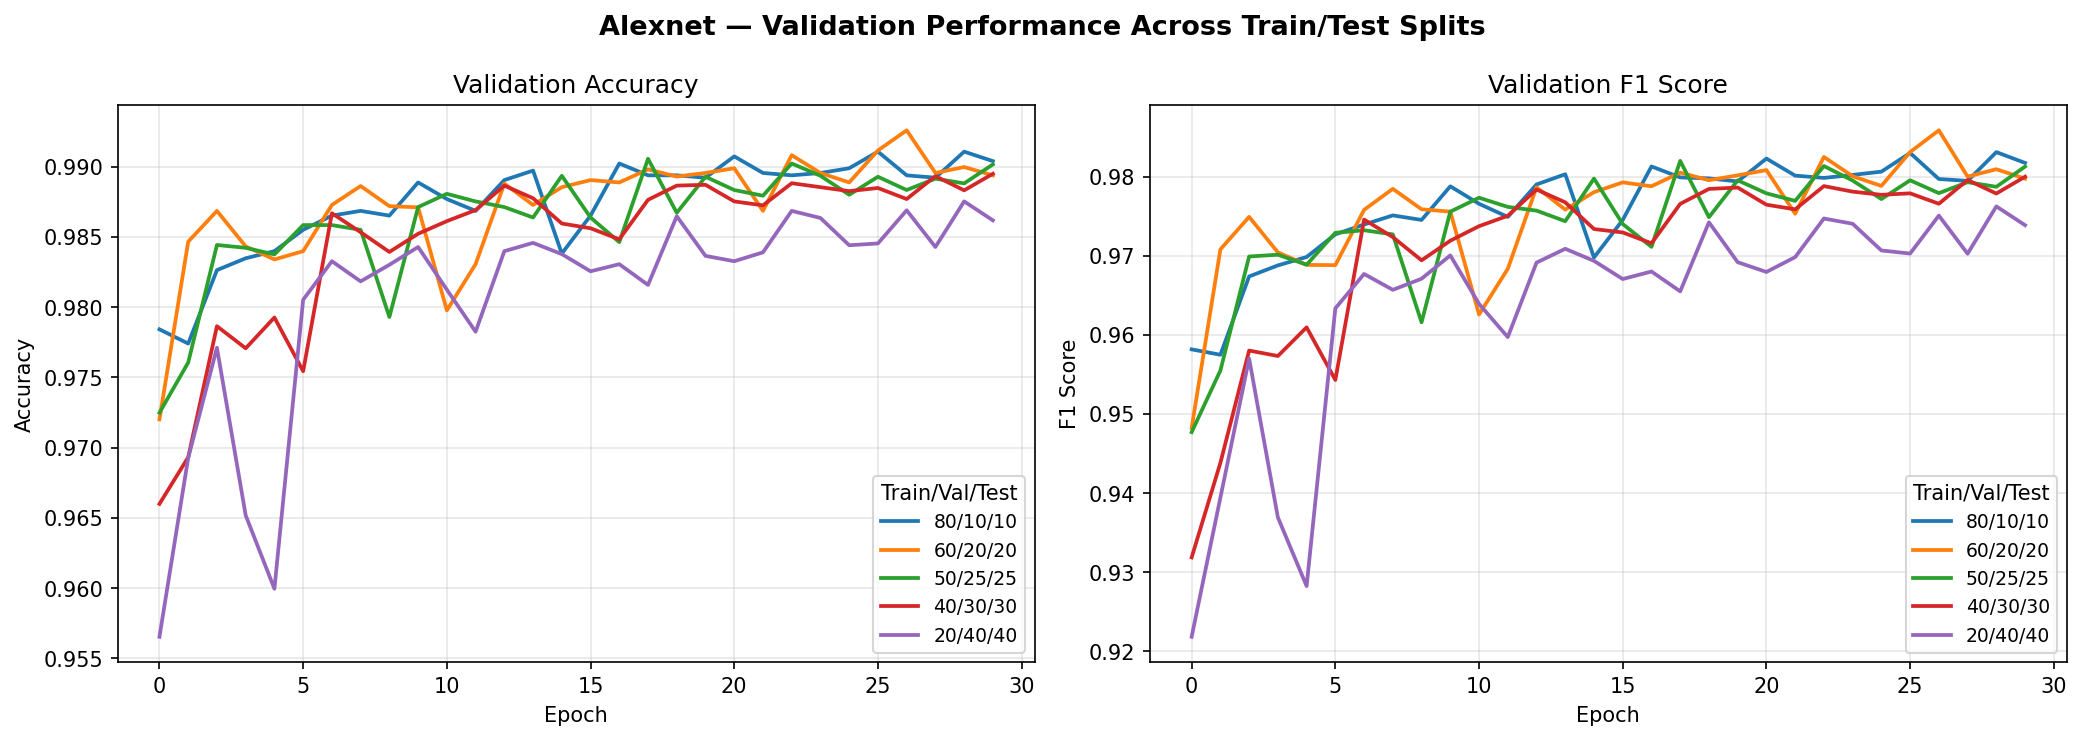 Alexnet — Validation Performance Across Train/Test Splits
Validation Accuracy
Accuracy
0.990
0.985
0.980
0.975
0.970
0.965
0.960
0.955
0 5 10 15 20 25 30
Epoch
Train/Val/Test
80/10/10
60/20/20
50/25/25
40/30/30
20/40/40
Validation F1 Score
F1 Score
0.98
0.97
0.96
0.95
0.94
0.93
0.92
0 5 10 15 20 25 30
Epoch
Train/Val/Test
80/10/10
60/20/20
50/25/25
40/30/30
20/40/40